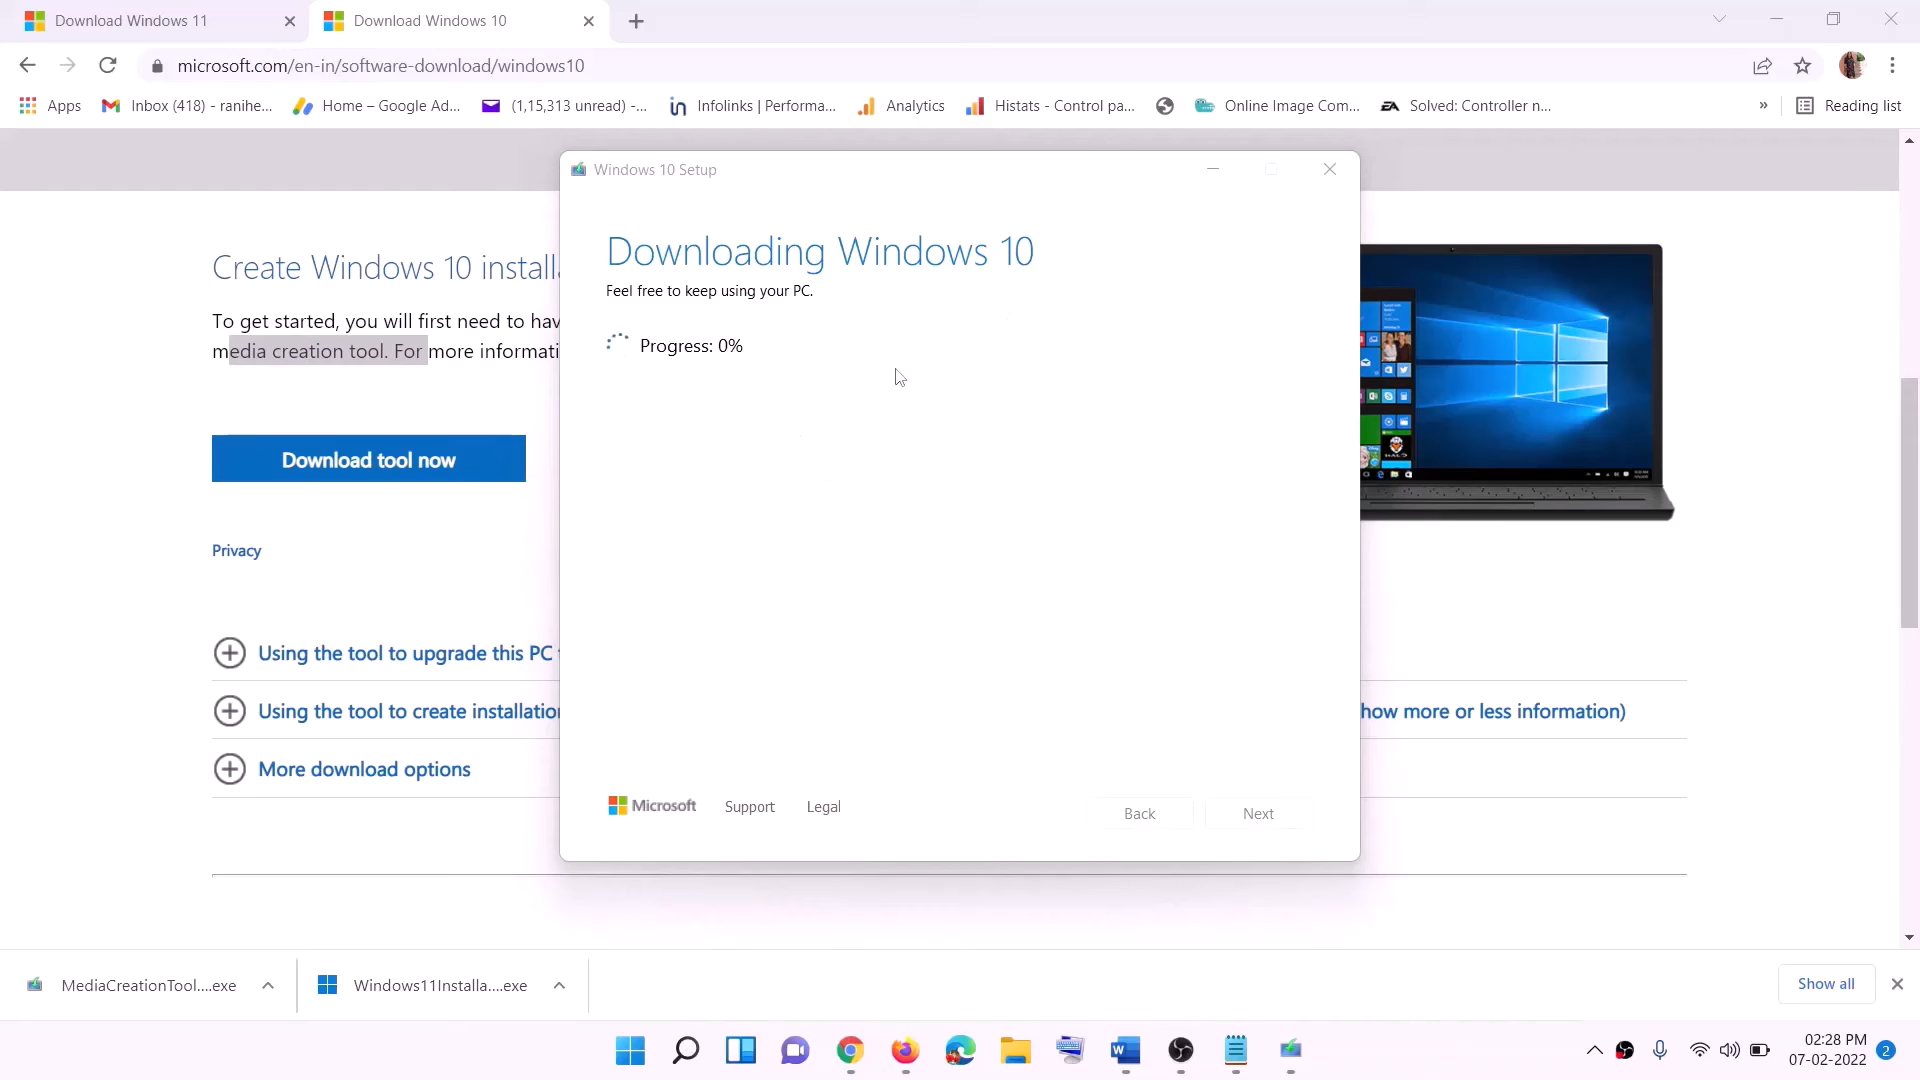 Download Windows 11
Download Windows 10
microsoft.com/en-in/software-download/windows10
Apps
Inbox (418) - ranihe...
Home – Google Ad...
(1,15,313 unread) -...
Infolinks | Performa...
Analytics
Histats - Control pa...
Online Image Com...
Solved: Controller n...
»
Reading list
Windows 10 Setup
Downloading Windows 10
Feel free to keep using your PC.
Progress: 0%
Create Windows 10 install
To get started, you will first need to hav
media creation tool. For more informati
Download tool now
Privacy
Using the tool to upgrade this PC
Using the tool to create installation
how more or less information)
More download options
Microsoft
Support
Legal
Back
Next
MediaCreationTool....exe
Windows11Installa....exe
Show all
02:28 PM
07-02-2022
2